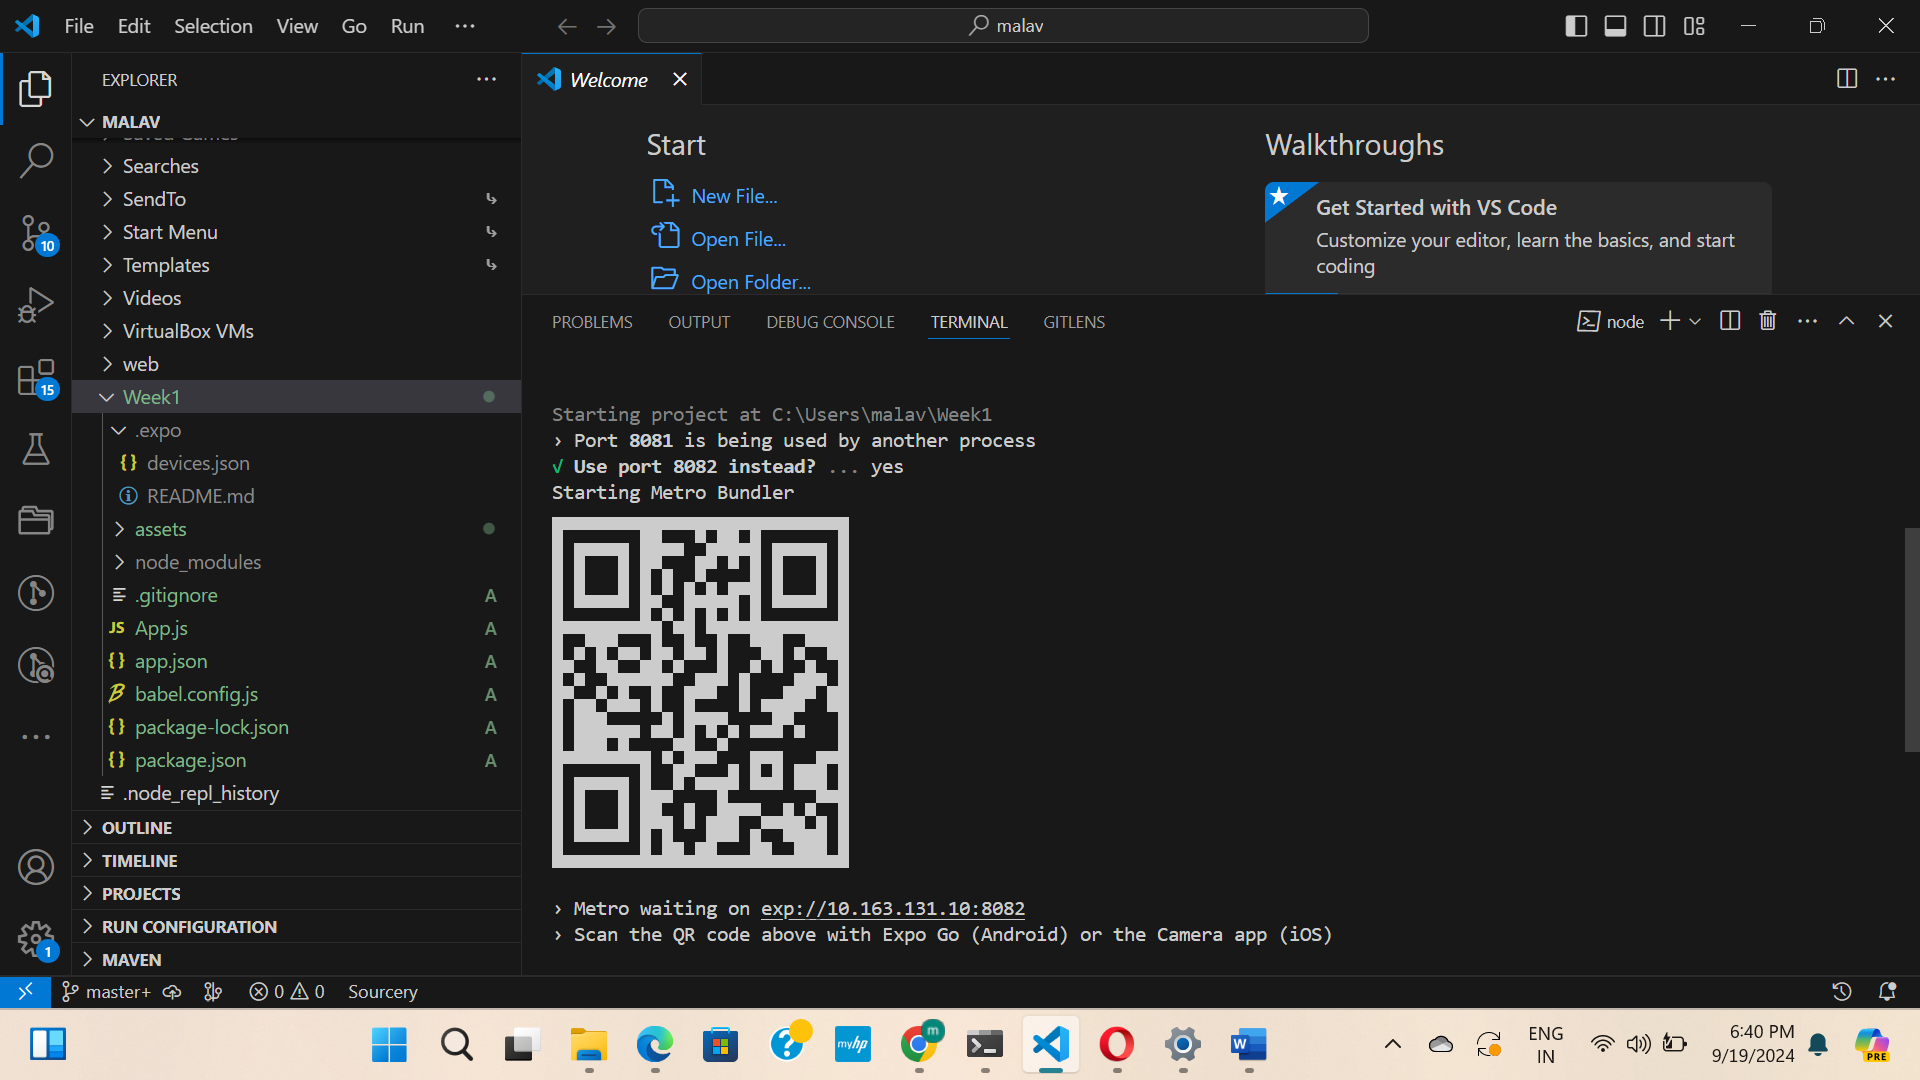 File Edit Selection View Go Run ···
malav
EXPLORER
MALAV
Saved Games
Searches
SendTo
Start Menu
Templates
Videos
VirtualBox VMs
web
Week1
.expo
{} devices.json
README.md
assets
node_modules
.gitignore A
JS App.js A
{} app.json A
babel.config.js A
{} package-lock.json A
{} package.json A
.node_repl_history
OUTLINE
TIMELINE
PROJECTS
RUN CONFIGURATION
MAVEN
10
15
1
Welcome
Start
New File...
Open File...
Open Folder...
Walkthroughs
Get Started with VS Code
Customize your editor, learn the basics, and start
coding
PROBLEMS OUTPUT DEBUG CONSOLE TERMINAL GITLENS
node
Starting project at C:\Users\malav\Week1
› Port 8081 is being used by another process
√ Use port 8082 instead? ... yes
Starting Metro Bundler
› Metro waiting on exp://10.163.131.10:8082
› Scan the QR code above with Expo Go (Android) or the Camera app (iOS)
master+ 0 0 Sourcery
myhp
m
W
ENG
IN
6:40 PM
9/19/2024
PRE